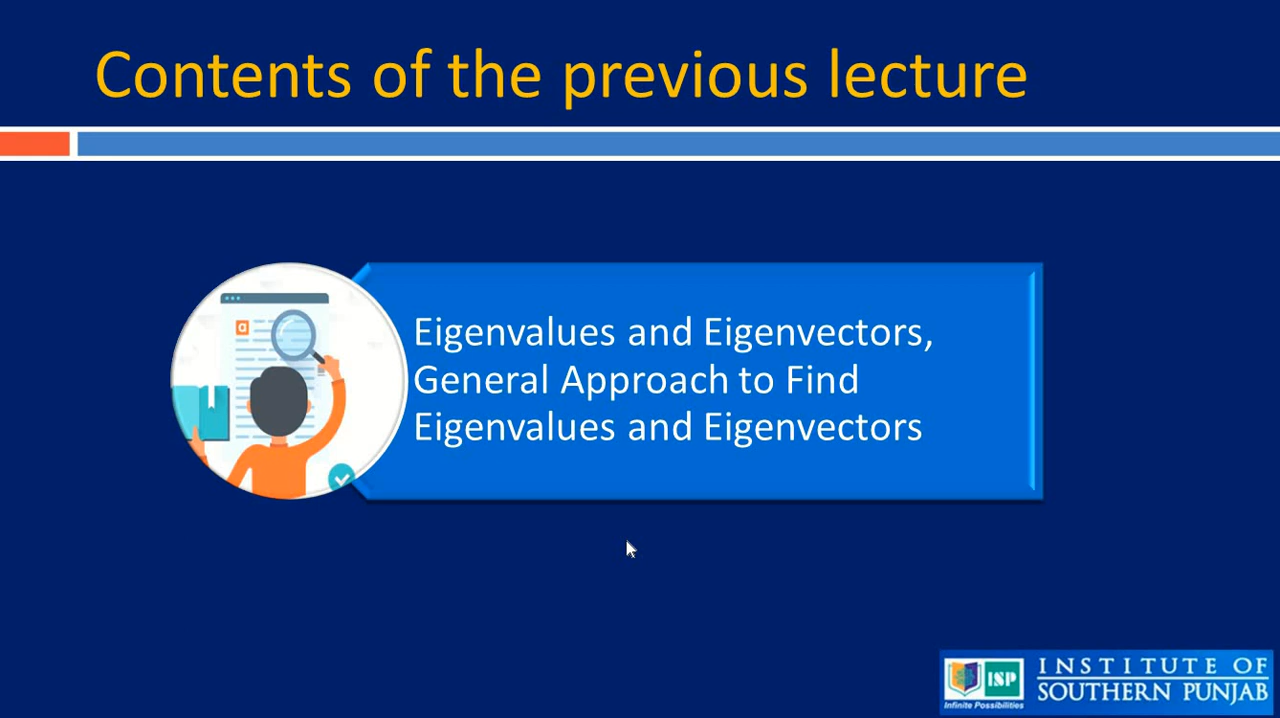 Contents of the previous lecture
Eigenvalues and Eigenvectors,
General Approach to Find
Eigenvalues and Eigenvectors
a
ISP
Infinite Possibilities
INSTITUTE OF
SOUTHERN PUNJAB